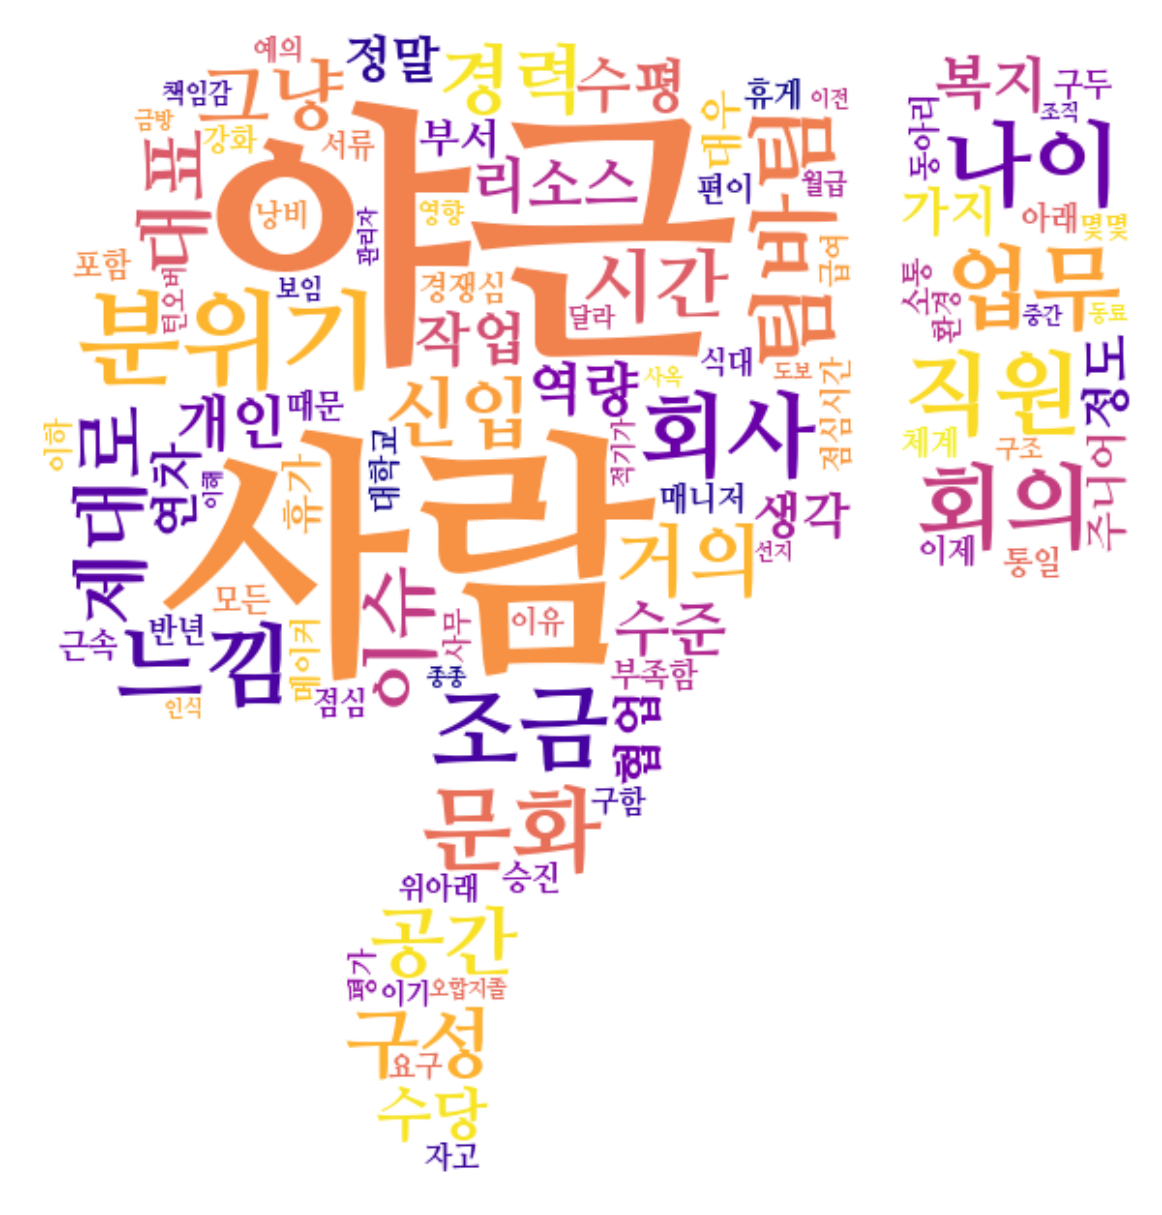 예의
정말
경력
수평
책임감
그냥
휴게
이전
금방
강화
서류
부서
대우
팀
대표
야근
리소스
편이
월급
낭비
영향
관리자
팀바
급여
포함
턴오버
보임
경쟁심
시간
달라
분위기
작업
식대
도보
점심시간
역량
사옥
개인
때문
신입
회사
이하
제대로
연차
이해
휴가
대학교
적기가
매니저
생각
사람
거의
선지
모든
이슈
이유
수준
근속
반년
느낌
메이커
사무
부족함
인식
점심
종종
조금
협업
문화
구함
위아래
승진
공간
평가
이기
오합지졸
구성
요구
수당
자고
복지
구두
동아리
조직
나이
가지
아래
몇몇
소통
환경
업무
중간
동료
직원
정도
체계
구조
회의
주니어
이제
통일